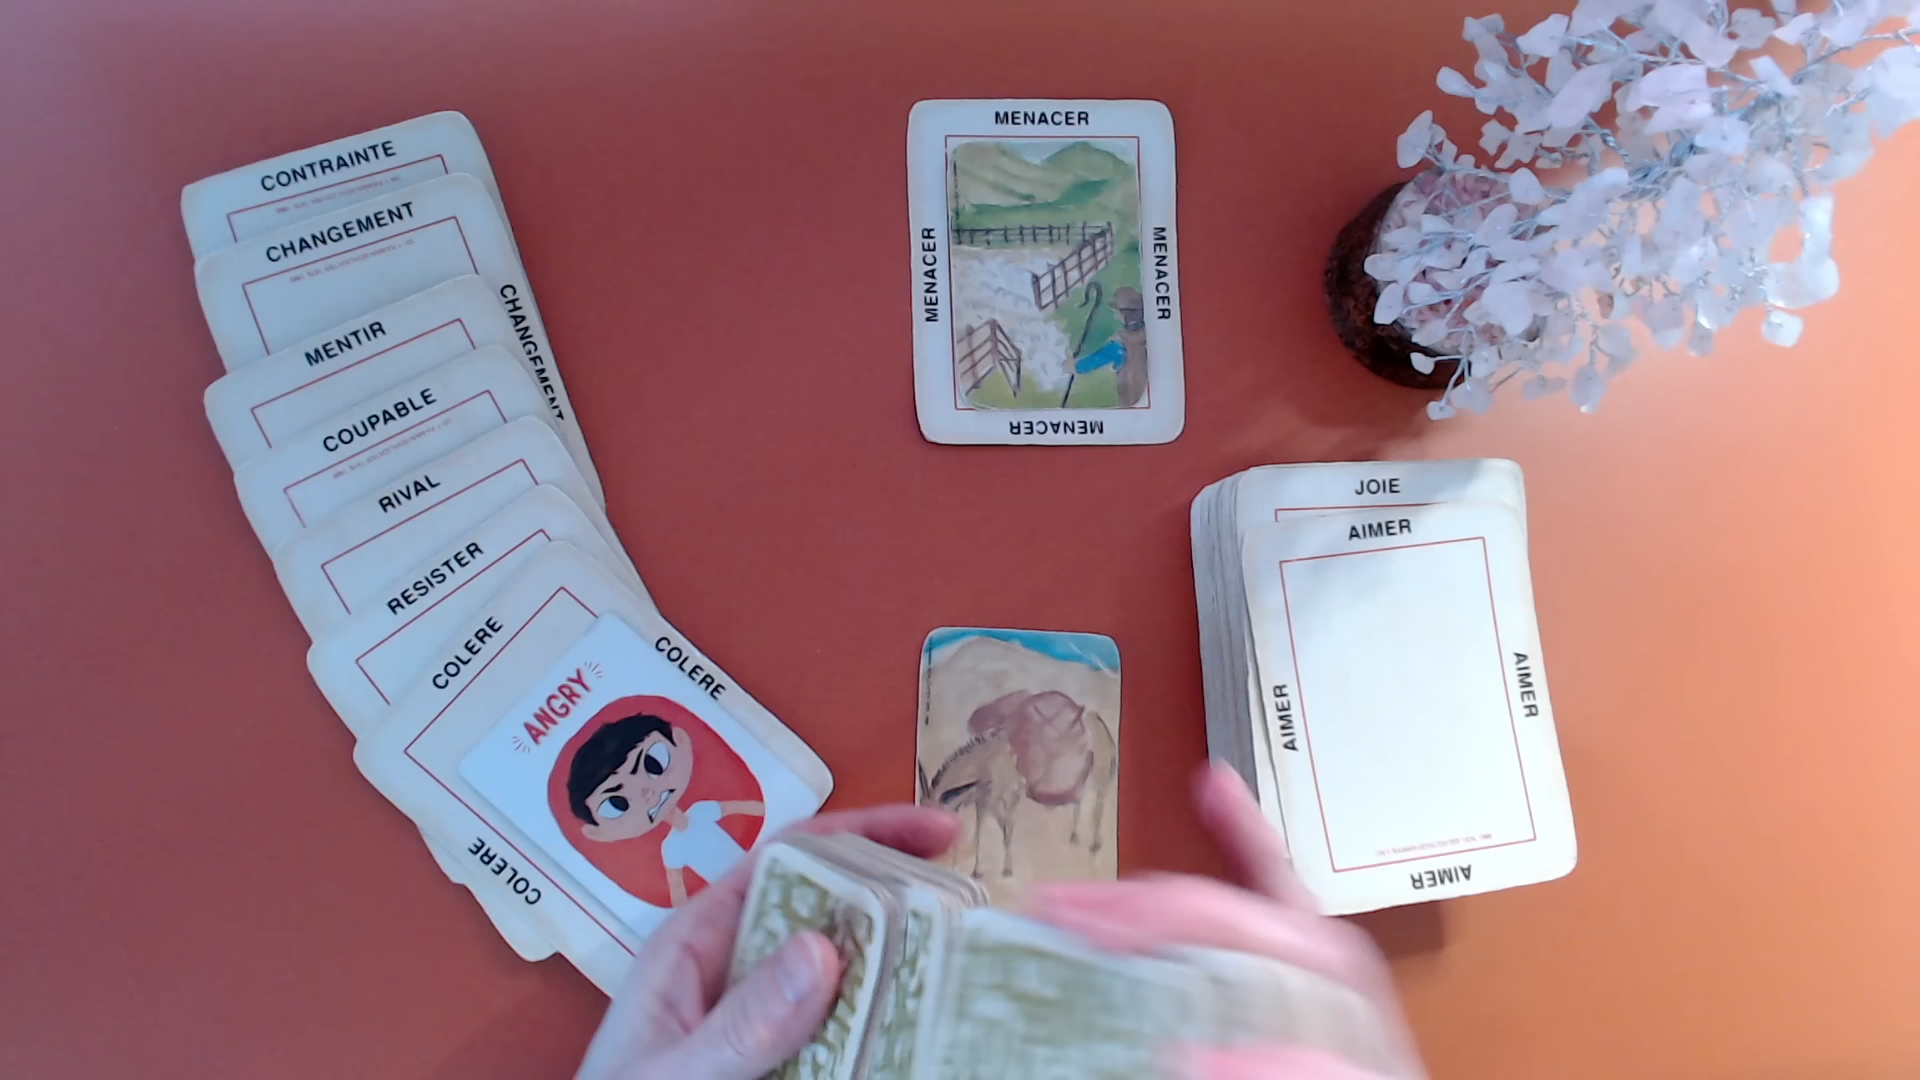 CONTRAINTE
CHANGEMENT
CHANGEMENT
MENTIR
COUPABLE
RIVAL
RESISTER
COLERE
COLERE
COLERE
ANGRY
MENACER
MENACER
MENACER
MENACER
JOIE
AIMER
AIMER
AIMER
AIMER